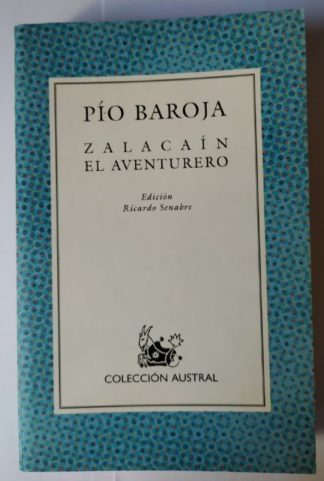 PÍO BAROJA
ZALACAÍN
EL AVENTURERO
Edición
Ricardo Senabre
COLECCIÓN AUSTRAL